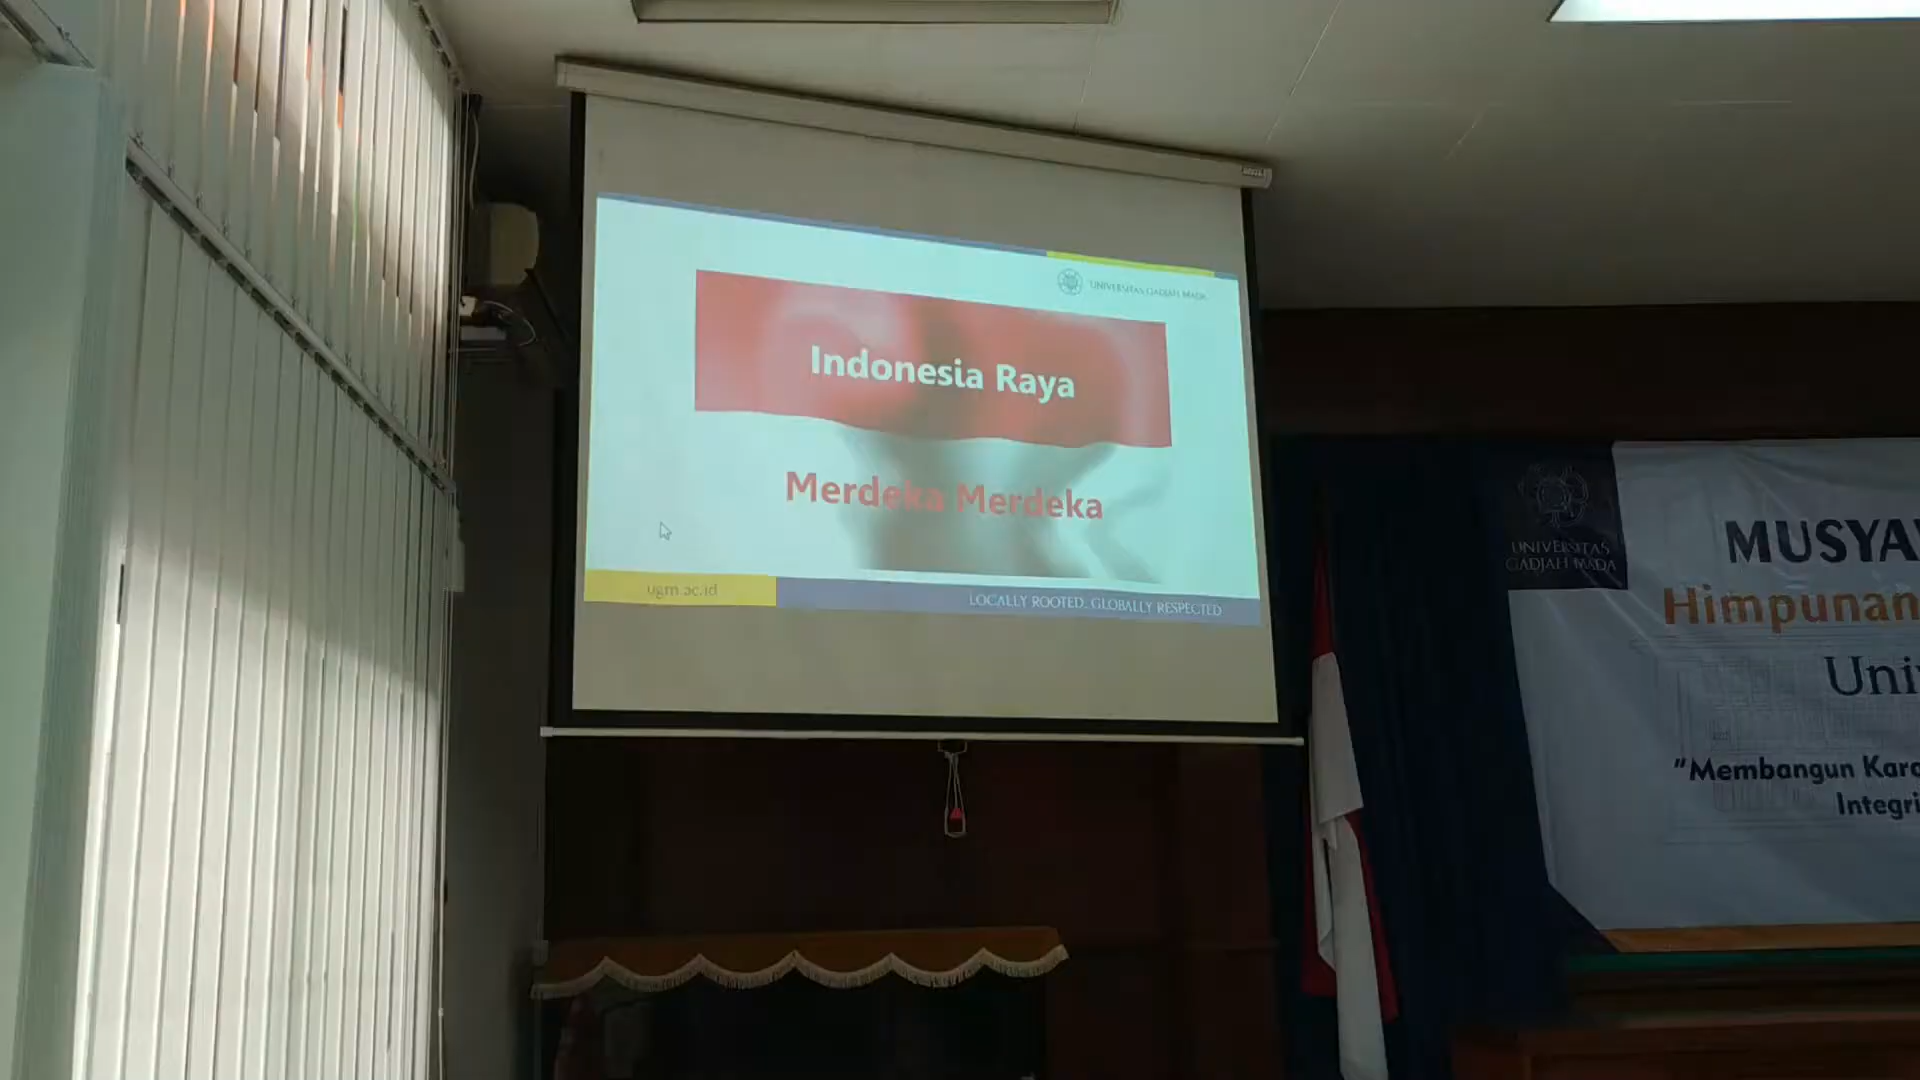 UNIVERSITAS GADJAH MADA
Indonesia Raya
Merdeka Merdeka
ugm.ac.id
LOCALLY ROOTED, GLOBALLY RESPECTED
UNIVERSITAS
GADJAH MADA
MUSYA
Himpunan
Uni
"Membangun Kara
Integri